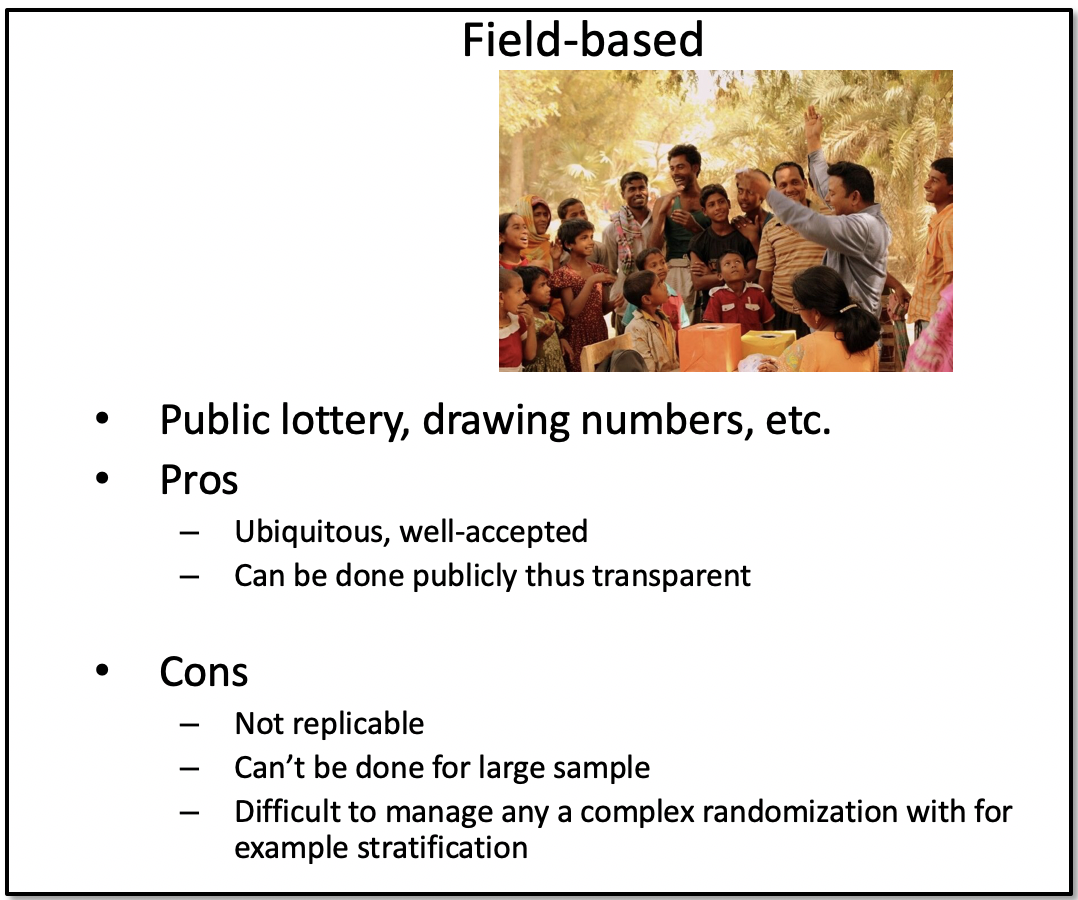 Field-based
• Public lottery, drawing numbers, etc.
• Pros
– Ubiquitous, well-accepted
– Can be done publicly thus transparent
• Cons
– Not replicable
– Can’t be done for large sample
– Difficult to manage any a complex randomization with for
example stratification